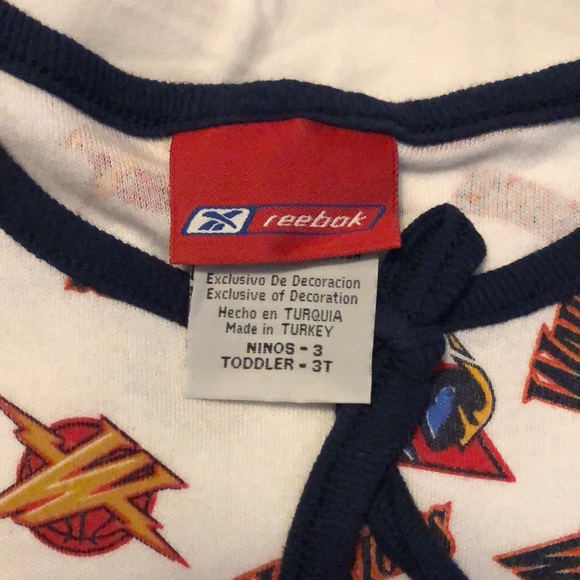 reebok
Exclusivo De Decoracion
Exclusive of Decoration
Hecho en TURQUIA
Made in TURKEY
NINOS - 3
TODDLER - 3T